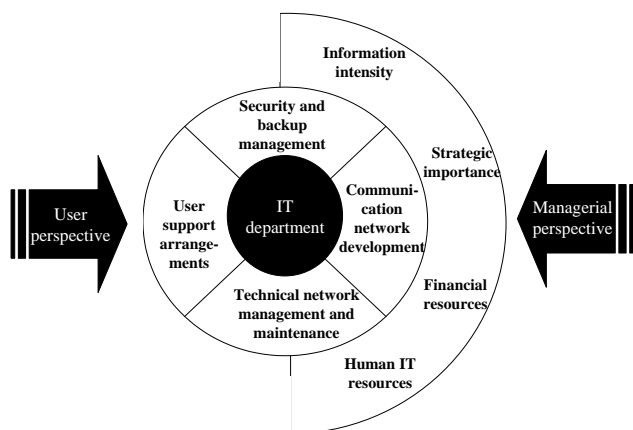 Information
intensity
Security and
backup
management
Strategic
importance
User
perspective
User
support
arrange-
ments
IT
department
Communi-
cation
network
development
Managerial
perspective
Technical network
management and
maintenance
Financial
resources
Human IT
resources